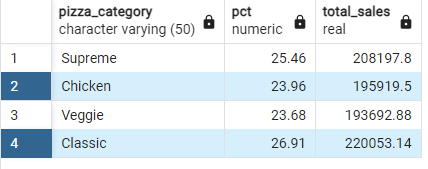 pizza_category pct total_sales
character varying (50) numeric real
1 Supreme 25.46 208197.8
2 Chicken 23.96 195919.5
3 Veggie 23.68 193692.88
4 Classic 26.91 220053.14